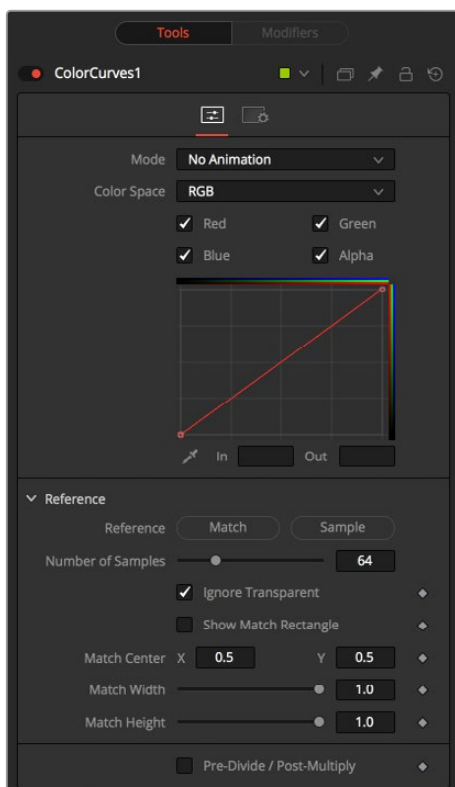 Tools Modifiers
ColorCurves1
Mode No Animation
Color Space RGB
Red Green
Blue Alpha
In Out
Reference
Reference Match Sample
Number of Samples 64
Ignore Transparent
Show Match Rectangle
Match Center X 0.5 Y 0.5
Match Width 1.0
Match Height 1.0
Pre-Divide / Post-Multiply